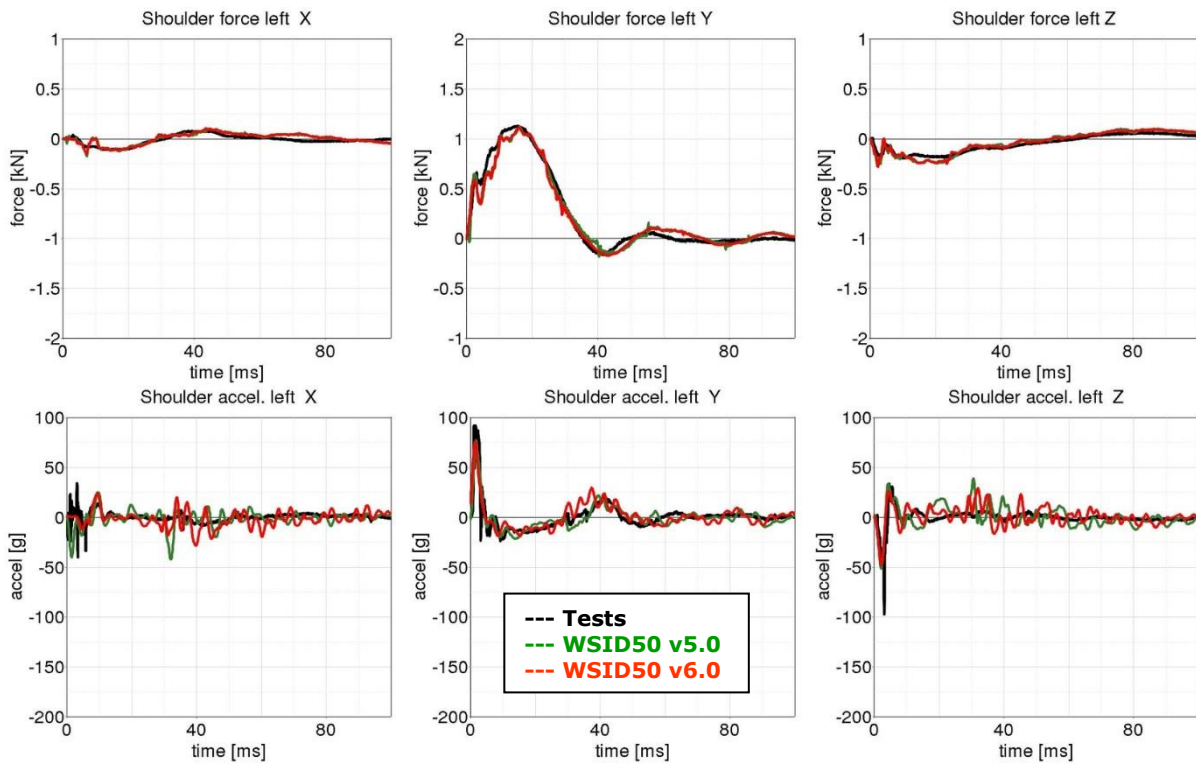 Shoulder force left X
Shoulder force left Y
Shoulder force left Z
1
0.5
0
-0.5
-1
-1.5
-2
force [kN]
0
40
80
time [ms]
2
1.5
1
0.5
0
-0.5
-1
force [kN]
0
40
80
time [ms]
1
0.5
0
-0.5
-1
-1.5
-2
force [kN]
0
40
80
time [ms]
Shoulder accel. left X
Shoulder accel. left Y
Shoulder accel. left Z
100
50
0
-50
-100
-150
-200
accel [g]
0
40
80
time [ms]
100
50
0
-50
-100
-150
-200
accel [g]
0
40
80
time [ms]
--- Tests
--- WSID50 v5.0
--- WSID50 v6.0
100
50
0
-50
-100
-150
-200
accel [g]
0
40
80
time [ms]